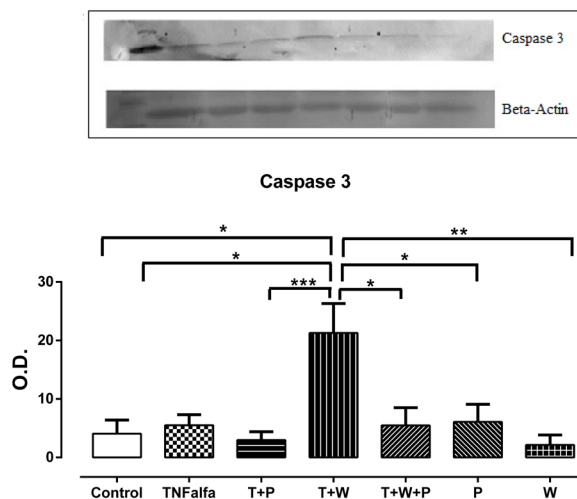 Caspase 3
Beta-Actin
Caspase 3
*
**
*
*
***
*
O.D.
30
20
10
0
Control TNFalfa T+P T+W T+W+P P W